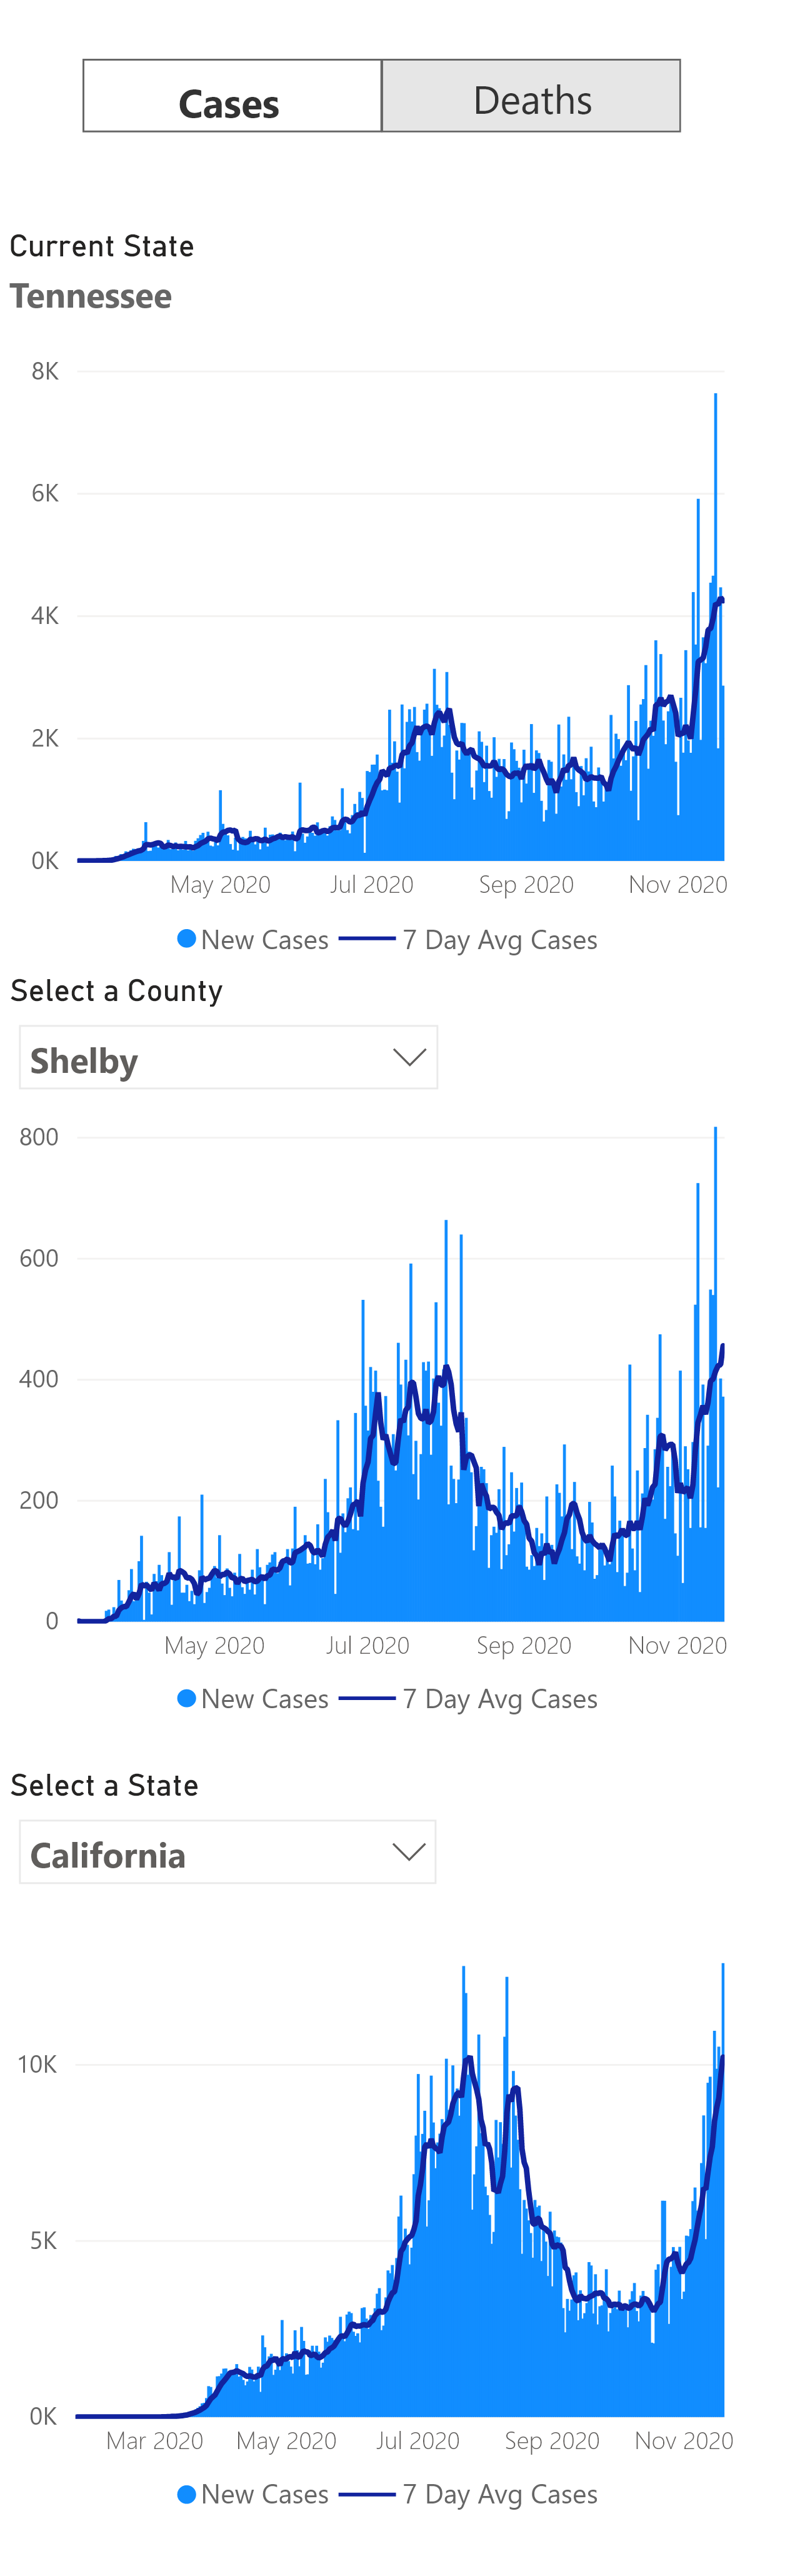 Cases Deaths
Current State
Tennessee
8K
6K
4K
2K
0K
May 2020 Jul 2020 Sep 2020 Nov 2020
New Cases 7 Day Avg Cases
Select a County
Shelby
800
600
400
200
0
May 2020 Jul 2020 Sep 2020 Nov 2020
New Cases 7 Day Avg Cases
Select a State
California
10K
5K
0K
Mar 2020 May 2020 Jul 2020 Sep 2020 Nov 2020
New Cases 7 Day Avg Cases